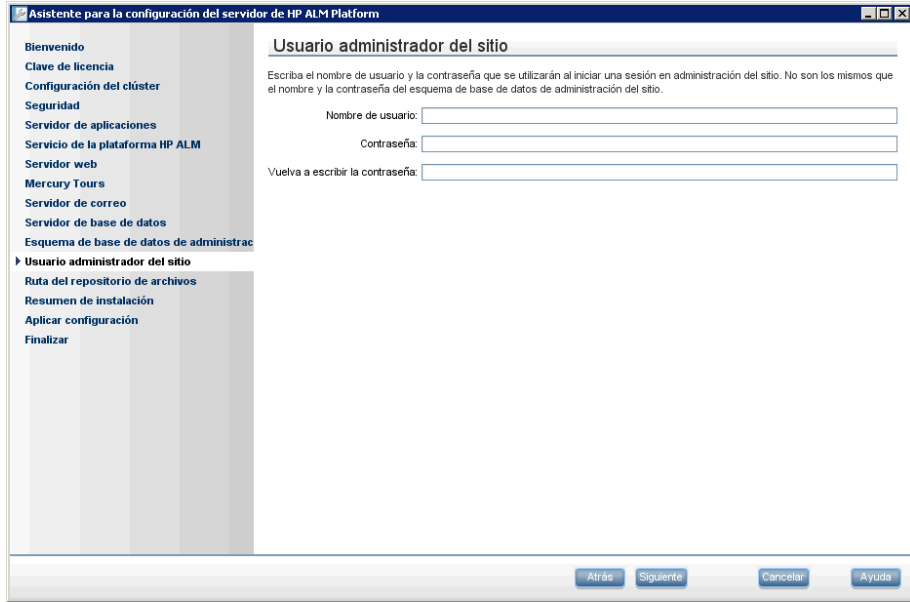 Asistente para la configuración del servidor de HP ALM Platform
Bienvenido
Clave de licencia
Configuración del clúster
Seguridad
Servidor de aplicaciones
Servicio de la plataforma HP ALM
Servidor web
Mercury Tours
Servidor de correo
Servidor de base de datos
Esquema de base de datos de administrac
Usuario administrador del sitio
Ruta del repositorio de archivos
Resumen de instalación
Aplicar configuración
Finalizar
Usuario administrador del sitio
Escriba el nombre de usuario y la contraseña que se utilizarán al iniciar una sesión en administración del sitio. No son los mismos que
el nombre y la contraseña del esquema de base de datos de administración del sitio.
Nombre de usuario:
Contraseña:
Vuelva a escribir la contraseña:
Atrás Siguiente Cancelar Ayuda